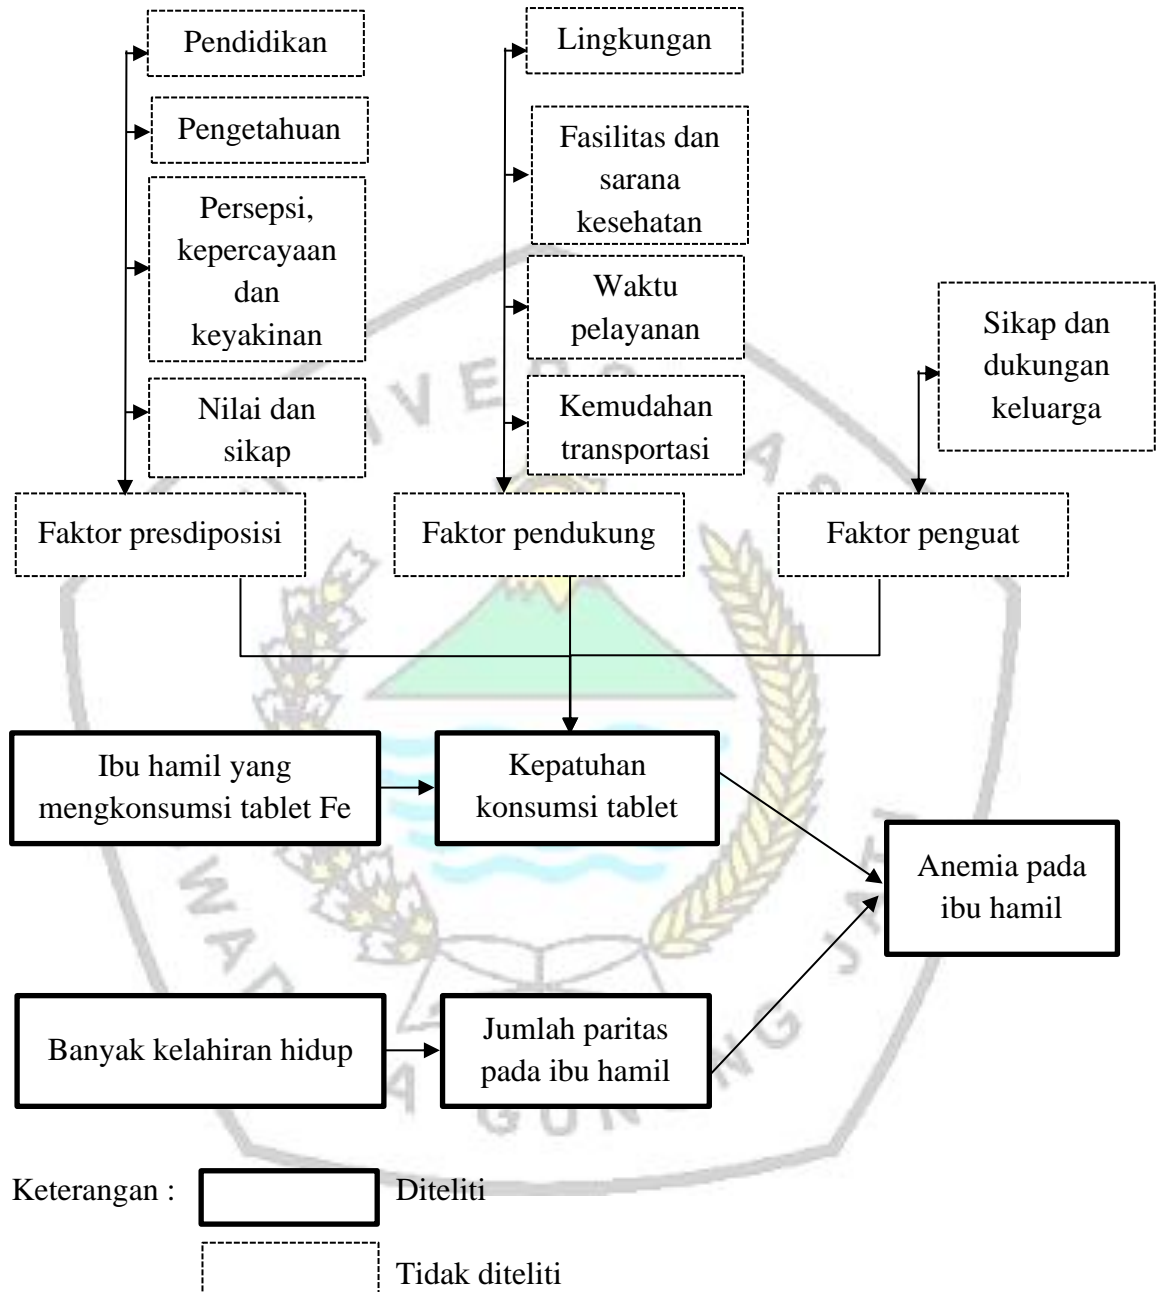 Pendidikan
Pengetahuan
Persepsi,
kepercayaan
dan
keyakinan
Nilai dan
sikap
Faktor presdiposisi
Lingkungan
Fasilitas dan
sarana
kesehatan
Waktu
pelayanan
Kemudahan
transportasi
Faktor pendukung
Sikap dan
dukungan
keluarga
Faktor penguat
Ibu hamil yang
mengkonsumsi tablet Fe
Kepatuhan
konsumsi tablet
Anemia pada
ibu hamil
Banyak kelahiran hidup
Jumlah paritas
pada ibu hamil
Keterangan :
Diteliti
Tidak diteliti